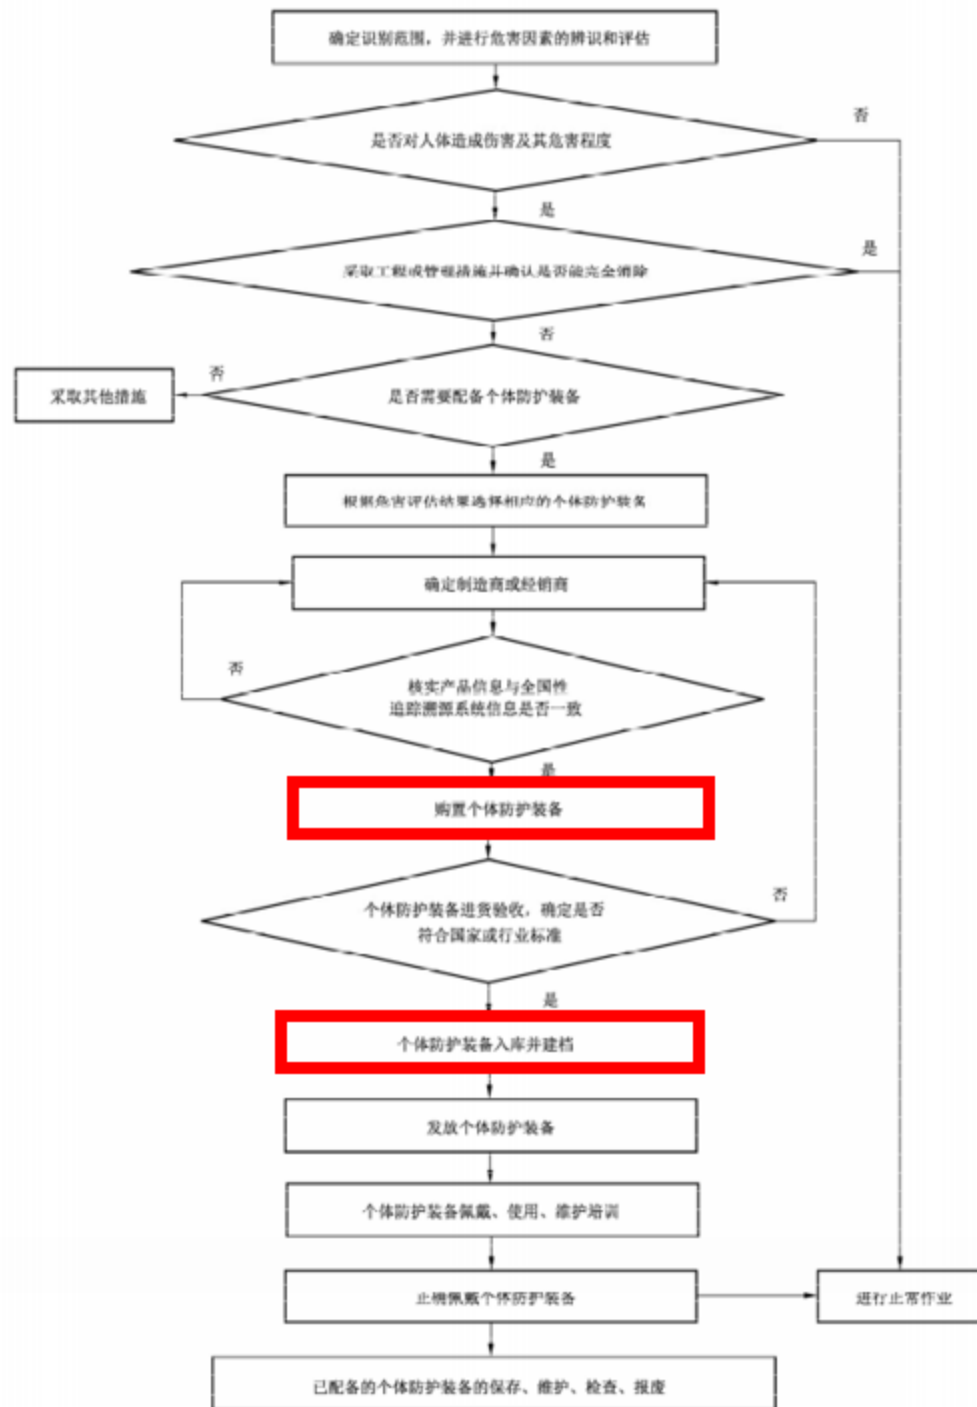 确定识别范围，并进行危害因素的辨识和评估
否
是否对人体造成伤害及其危害程度
是
是
采取工程或管理措施并确认是否能完全消除
否
否
采取其他措施
是否需要配备个体防护装备
是
根据危害评估结果选择相应的个体防护装备
确定制造商或经销商
否
核实产品信息与全国性
追踪溯源系统信息是否一致
是
购置个体防护装备
否
个体防护装备进货验收，确定是否
符合国家或行业标准
是
个体防护装备入库并建档
发放个体防护装备
个体防护装备佩戴、使用、维护培训
正确佩戴个体防护装备
进行正常作业
已配备的个体防护装备的保存、维护、检查、报废